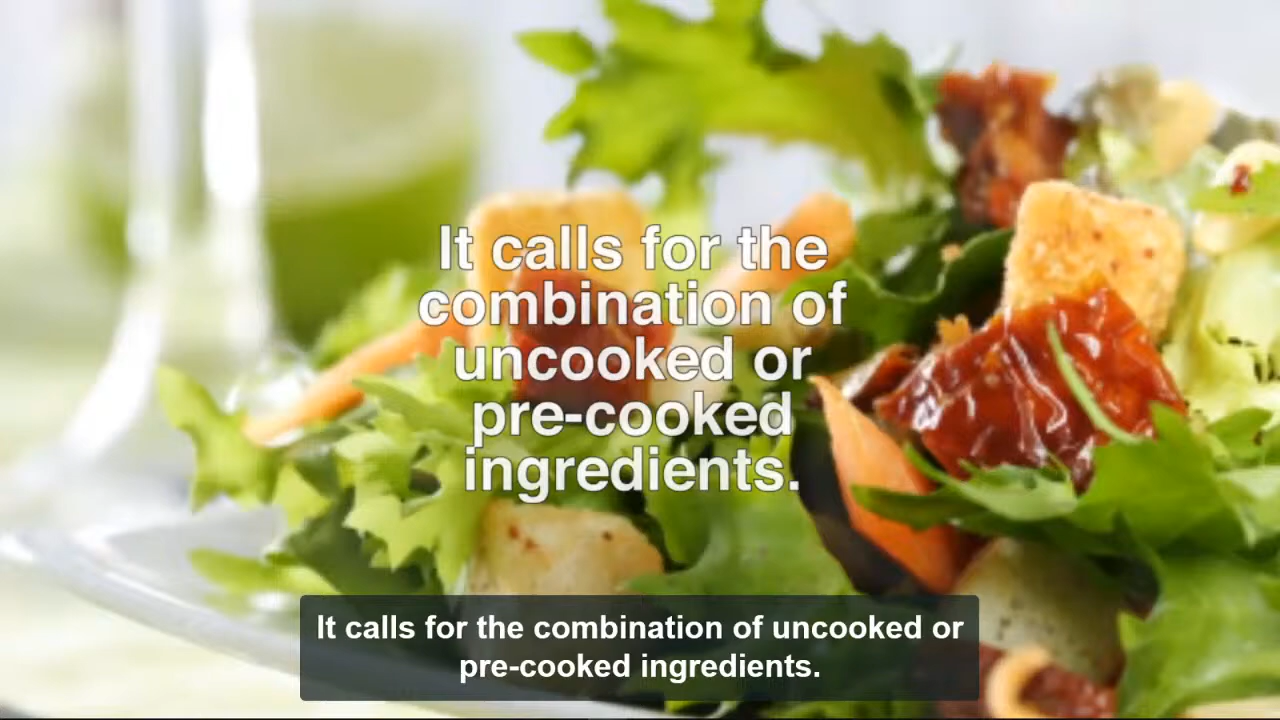 It calls for the
combination of
uncooked or
pre-cooked
ingredients.
It calls for the combination of uncooked or
pre-cooked ingredients.